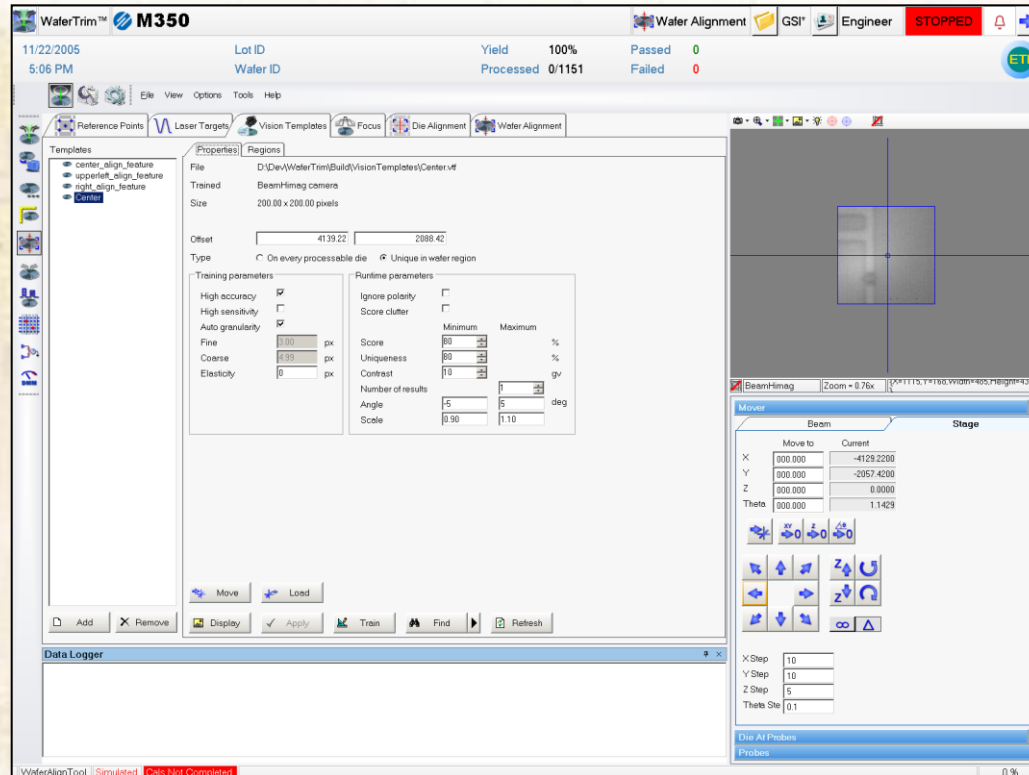 WaferTrim™ M350 Wafer Alignment GSI* Engineer STOPPED
11/22/2005 Lot ID Yield 100% Passed 0
5:06 PM Wafer ID Processed 0/1151 Failed 0
File View Options Tools Help
Reference Points Laser Targets Vision Templates Focus Die Alignment Wafer Alignment
Templates
center_align_feature
upperleft_align_feature
right_align_feature
Center
Properties Regions
File D:\Dev\WaferTrim\Build\VisionTemplates\Center.vtf
Trained BeamHimag camera
Size 200.00 x 200.00 pixels
Offset 4139.22 2088.42
Type On every processable die Unique in wafer region
Training parameters
High accuracy
High sensitivity
Auto granularity
Fine 3.00 px
Coarse 4.99 px
Elasticity 0 px
Runtime parameters
Ignore polarity
Score clutter
Minimum Maximum
Score 80 %
Uniqueness 80 %
Contrast 10 gv
Number of results 1
Angle -5 5 deg
Scale 0.90 1.10
Move Load
Add Remove Display Apply Train Find Refresh
Data Logger
BeamHimag Zoom = 0.76x
Mover
Beam Stage
Move to Current
X 000.000 -4129.2200
Y 000.000 -2057.4200
Z 000.000 0.0000
Theta 000.000 1.1429
XY 0 Z 0 0
Z
Z
∞ Δ
X Step 10
Y Step 10
Z Step 5
Theta Ste 0.1
Die At Probes
Probes
WaferAlignTool Simulated Cals Not Completed 0 %